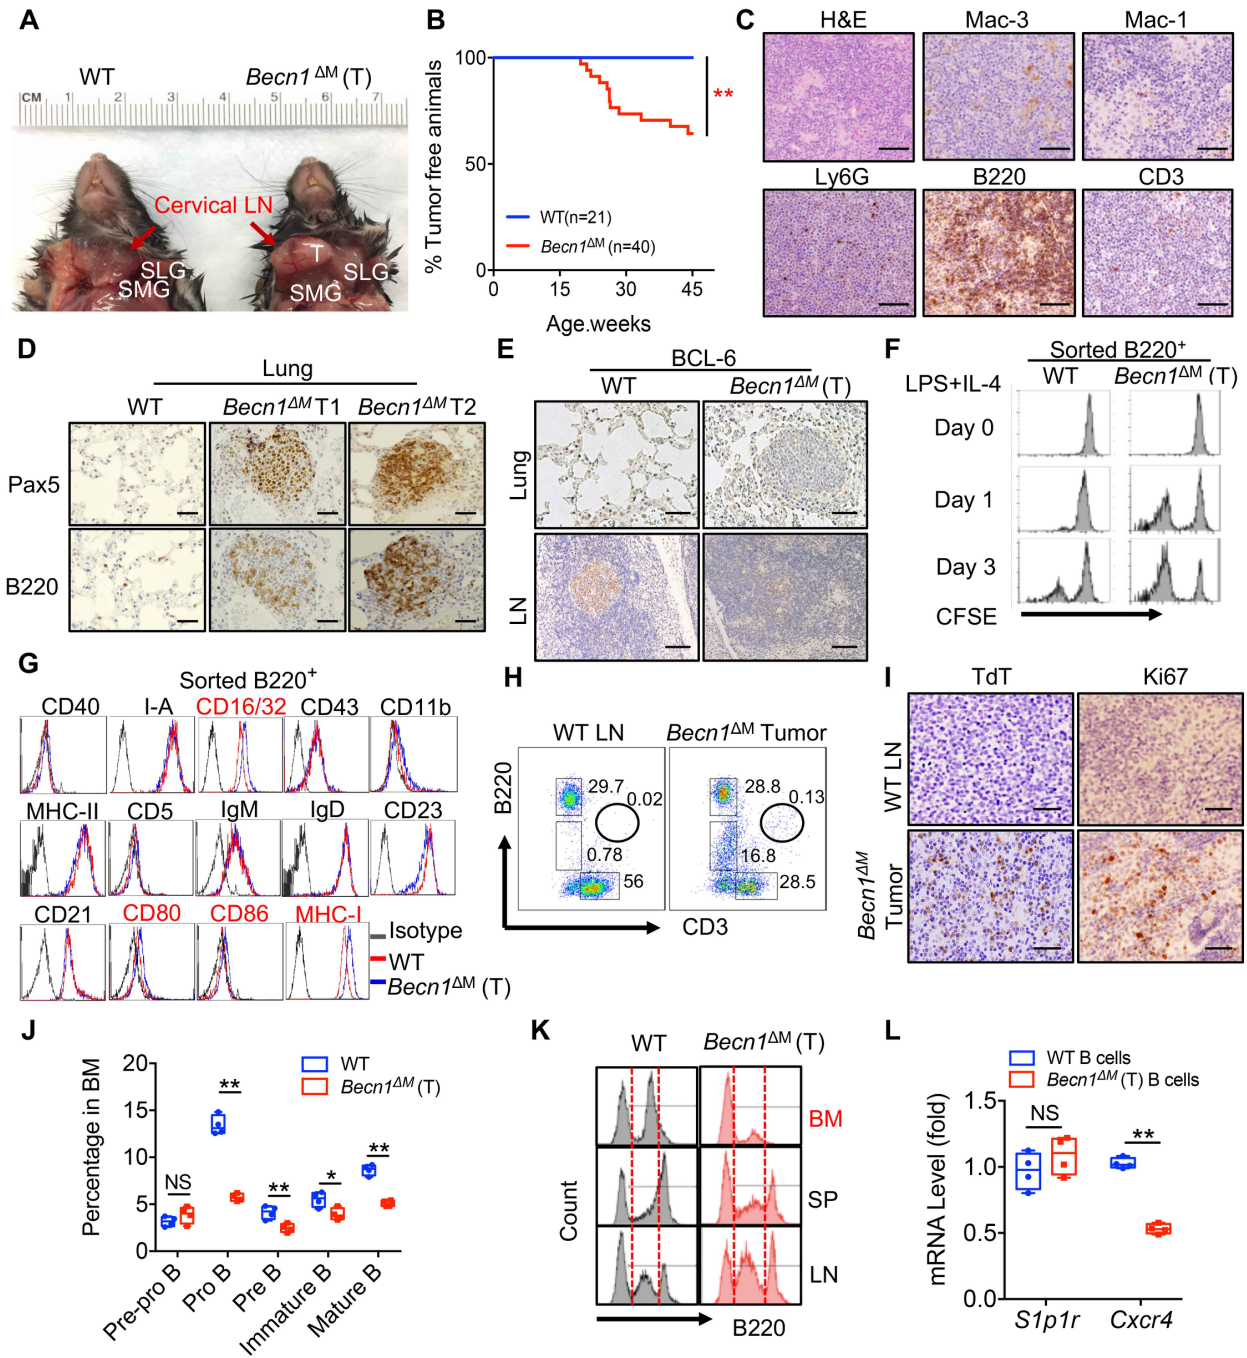 A
WT
Becn1ΔM (T)
CM 1 2 3 4 5 6 7
Cervical LN
T
SLG
SMG
SLG
SMG
B
% Tumor free animals
100
50
0
WT(n=21)
Becn1ΔM (n=40)
**
0 15 30 45
Age.weeks
C
H&E Mac-3 Mac-1
Ly6G B220 CD3
D
Lung
WT Becn1ΔM T1 Becn1ΔM T2
Pax5
B220
E
BCL-6
WT Becn1ΔM (T)
Lung
LN
F
Sorted B220+
LPS+IL-4 WT Becn1ΔM (T)
Day 0
Day 1
Day 3
CFSE
G
Sorted B220+
CD40 I-A CD16/32 CD43 CD11b
MHC-II CD5 IgM IgD CD23
CD21 CD80 CD86 MHC-I
Isotype
WT
Becn1ΔM (T)
H
WT LN Becn1ΔM Tumor
B220
29.7 0.02
0.78
56
28.8 0.13
16.8
28.5
CD3
I
TdT Ki67
WT LN
Becn1ΔM
Tumor
J
Percentage in BM
20
15
10
5
0
WT
Becn1ΔM (T)
NS ** ** * **
Pre-pro B Pro B Pre B Immature B Mature B
K
WT Becn1ΔM (T)
BM
SP
LN
Count
B220
L
WT B cells
Becn1ΔM (T) B cells
mRNA Level (fold)
1.5
1.0
0.5
0.0
NS **
S1p1r Cxcr4